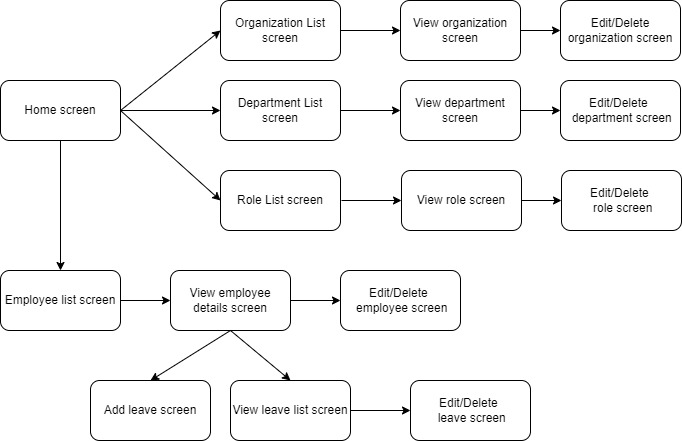 Organization List
screen
View organization
screen
Edit/Delete
organization screen
Home screen
Department List
screen
View department
screen
Edit/Delete
department screen
Role List screen
View role screen
Edit/Delete
role screen
Employee list screen
View employee
details screen
Edit/Delete
employee screen
Add leave screen
View leave list screen
Edit/Delete
leave screen